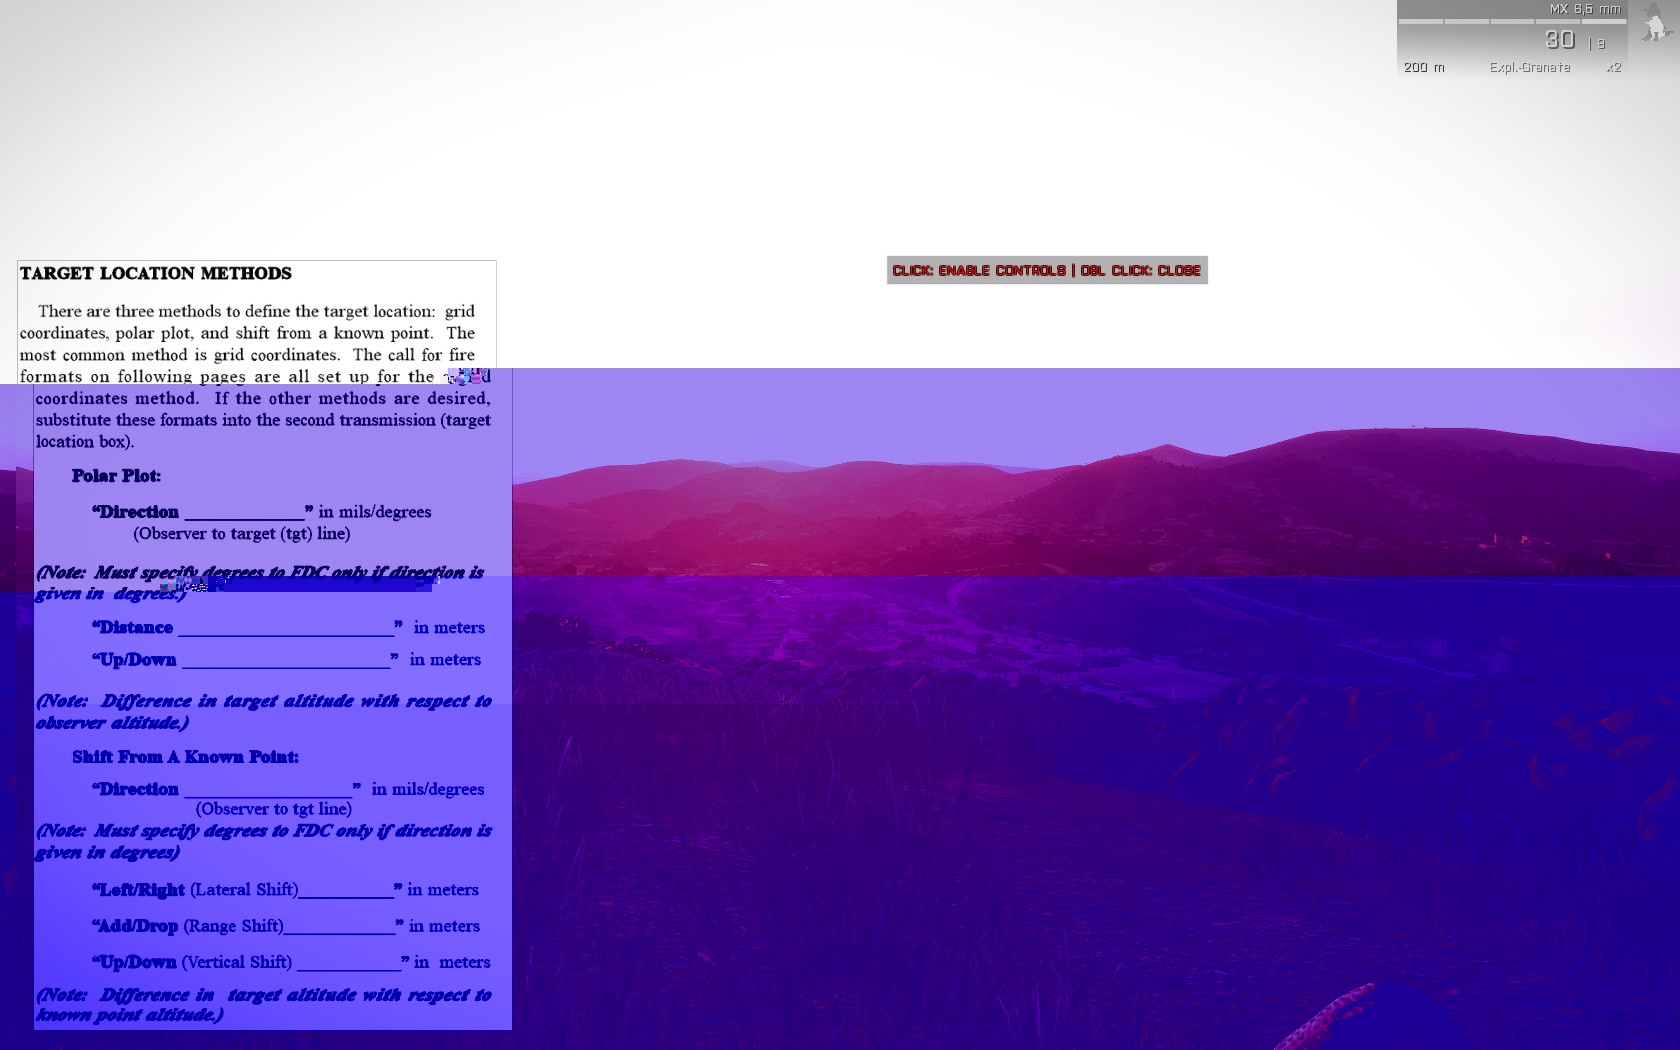 MX 6,5 mm
30 | 9
200 m Expl.-Granate x2
CLICK: ENABLE CONTROLS | DBL CLICK: CLOSE
TARGET LOCATION METHODS
There are three methods to define the target location: grid
coordinates, polar plot, and shift from a known point. The
most common method is grid coordinates. The call for fire
formats on following pages are all set up for the
coordinates method. If the other methods are desired,
substitute these formats into the second transmission (target
location box).
Polar Plot:
“Direction ____________” in mils/degrees
(Observer to target (tgt) line)
(Note: Must specify degrees to FDC only if direction is
given in degrees.)
“Distance ______________________” in meters
“Up/Down _____________________” in meters
(Note: Difference in target altitude with respect to
observer altitude.)
Shift From A Known Point:
“Direction _________________” in mils/degrees
(Observer to tgt line)
(Note: Must specify degrees to FDC only if direction is
given in degrees)
“Left/Right (Lateral Shift)__________” in meters
“Add/Drop (Range Shift)____________” in meters
“Up/Down (Vertical Shift) ___________” in meters
(Note: Difference in target altitude with respect to
known point altitude.)